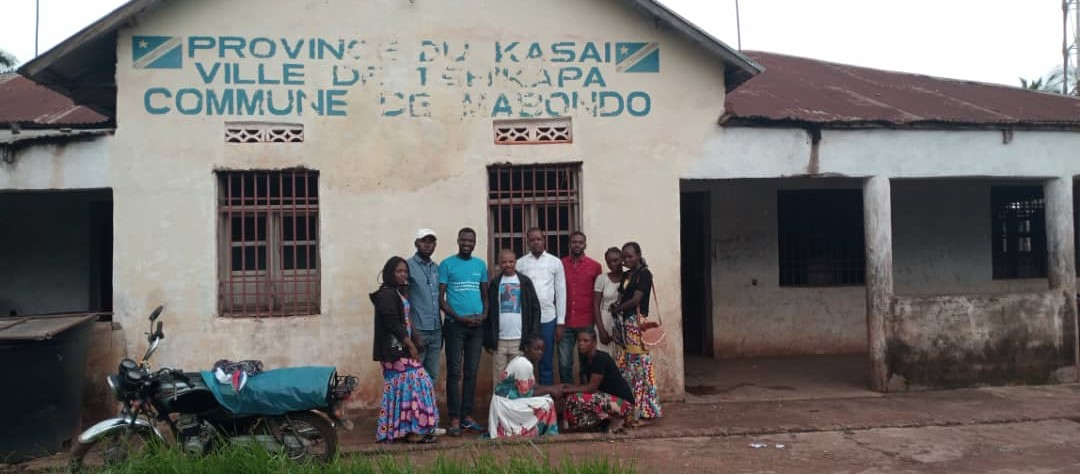 PROVINCE DU KASAI
VILLE DE TSHIKAPA
COMMUNE DE MABONDO